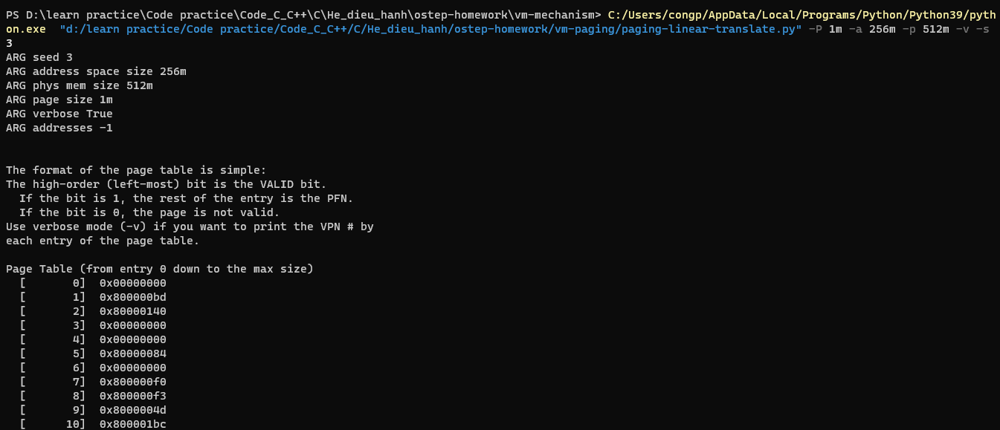 PS D:\learn practice\Code practice\Code_C_C++\C\He_dieu_hanh\ostep-homework\vm-mechanism> C:/Users/congp/AppData/Local/Programs/Python/Python39/pyth
on.exe  "d:/learn practice/Code practice/Code_C_C++/C/He_dieu_hanh/ostep-homework/vm-paging/paging-linear-translate.py" -P 1m -a 256m -p 512m -v -s
3
ARG seed 3
ARG address space size 256m
ARG phys mem size 512m
ARG page size 1m
ARG verbose True
ARG addresses -1
The format of the page table is simple:
The high-order (left-most) bit is the VALID bit.
  If the bit is 1, the rest of the entry is the PFN.
  If the bit is 0, the page is not valid.
Use verbose mode (-v) if you want to print the VPN # by
each entry of the page table.
Page Table (from entry 0 down to the max size)
  [       0]  0x00000000
  [       1]  0x800000bd
  [       2]  0x80000140
  [       3]  0x00000000
  [       4]  0x00000000
  [       5]  0x80000084
  [       6]  0x00000000
  [       7]  0x800000f0
  [       8]  0x800000f3
  [       9]  0x8000004d
  [      10]  0x800001bc